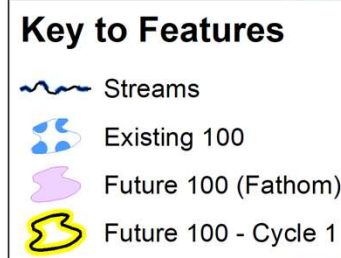 Key to Features
Streams
Existing 100
Future 100 (Fathom)
Future 100 - Cycle 1